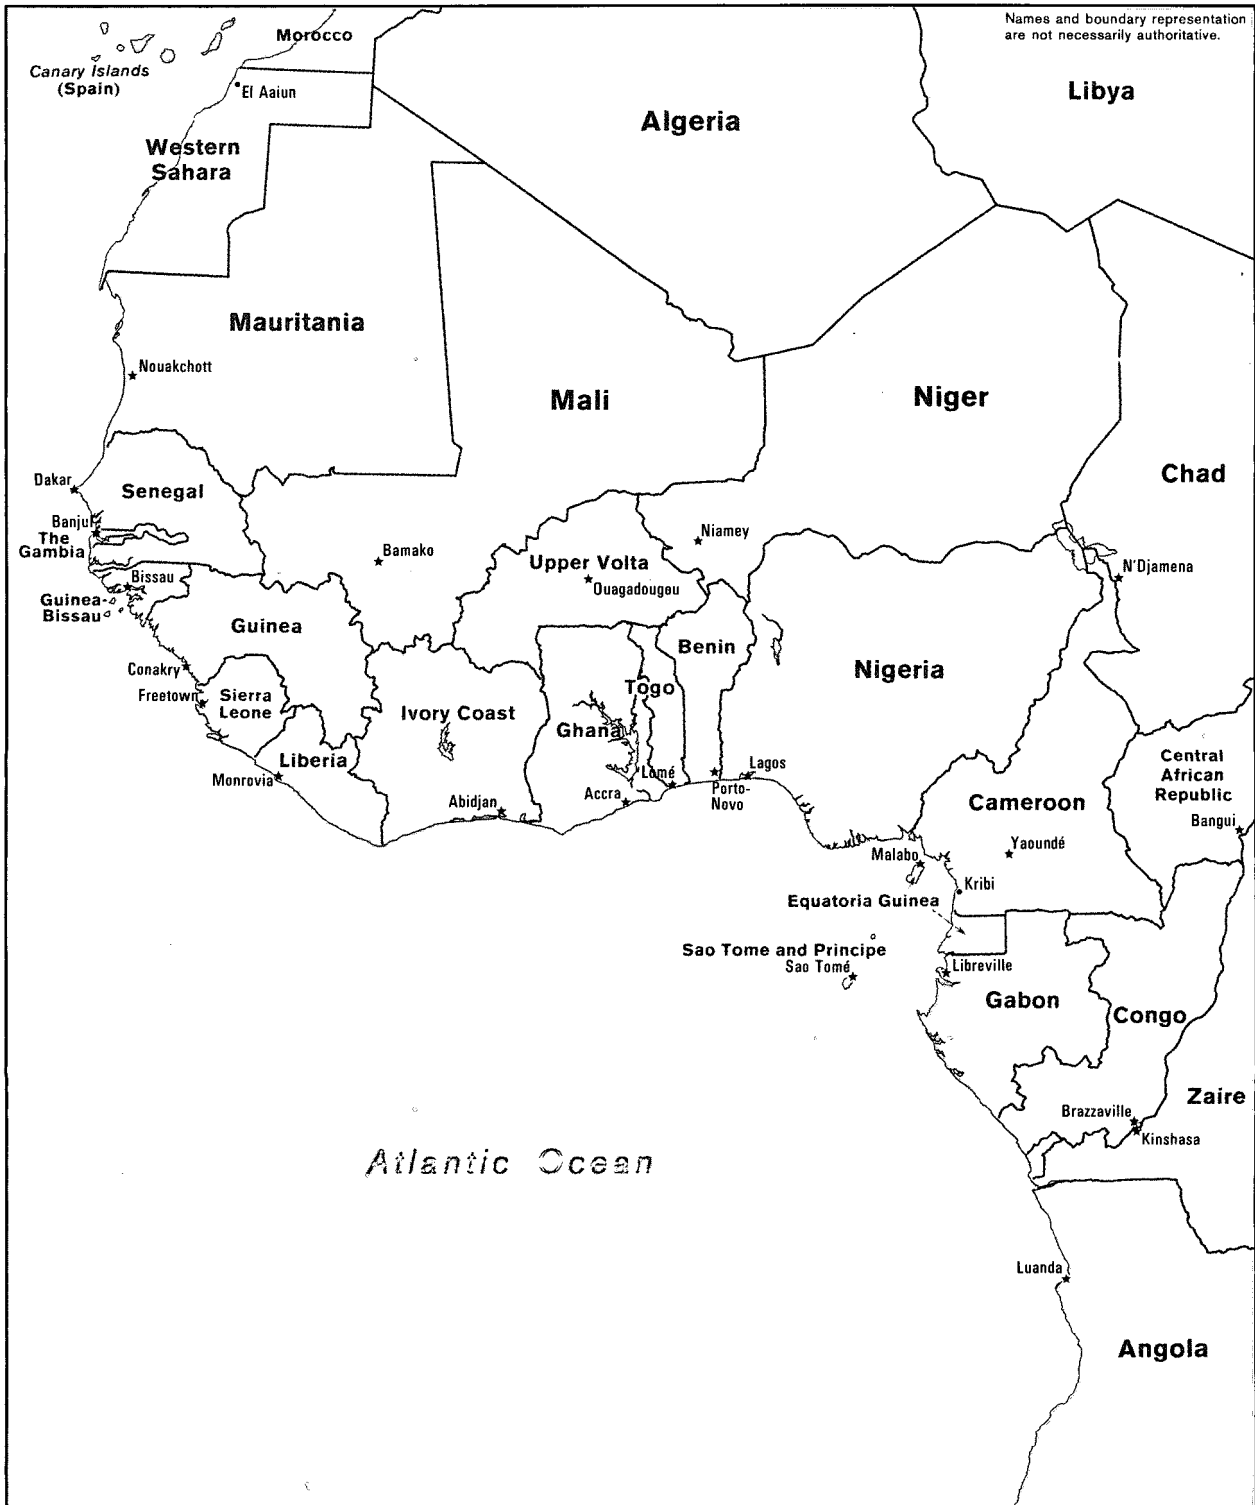 Names and boundary representation
are not necessarily authoritative.
Morocco
Canary Islands
(Spain)
El Aaiun
Libya
Algeria
Western
Sahara
Mauritania
Nouakchott
Mali
Niger
Chad
Dakar
Senegal
Banjul
The
Gambia
Niamey
Bamako
Upper Volta
Ouagadougou
N'Djamena
Bissau
Guinea-
Bissau
Guinea
Benin
Nigeria
Conakry
Freetown
Sierra
Leone
Togo
Ivory Coast
Ghana
Liberia
Monrovia
Lomé
Lagos
Porto-
Novo
Accra
Abidjan
Central
African
Republic
Bangui
Cameroon
Yaoundé
Malabo
Kribi
Equatoria Guinea
Sao Tome and Principe
Sao Tomé
Libreville
Gabon
Congo
Zaire
Brazzaville
Kinshasa
Atlantic Ocean
Luanda
Angola